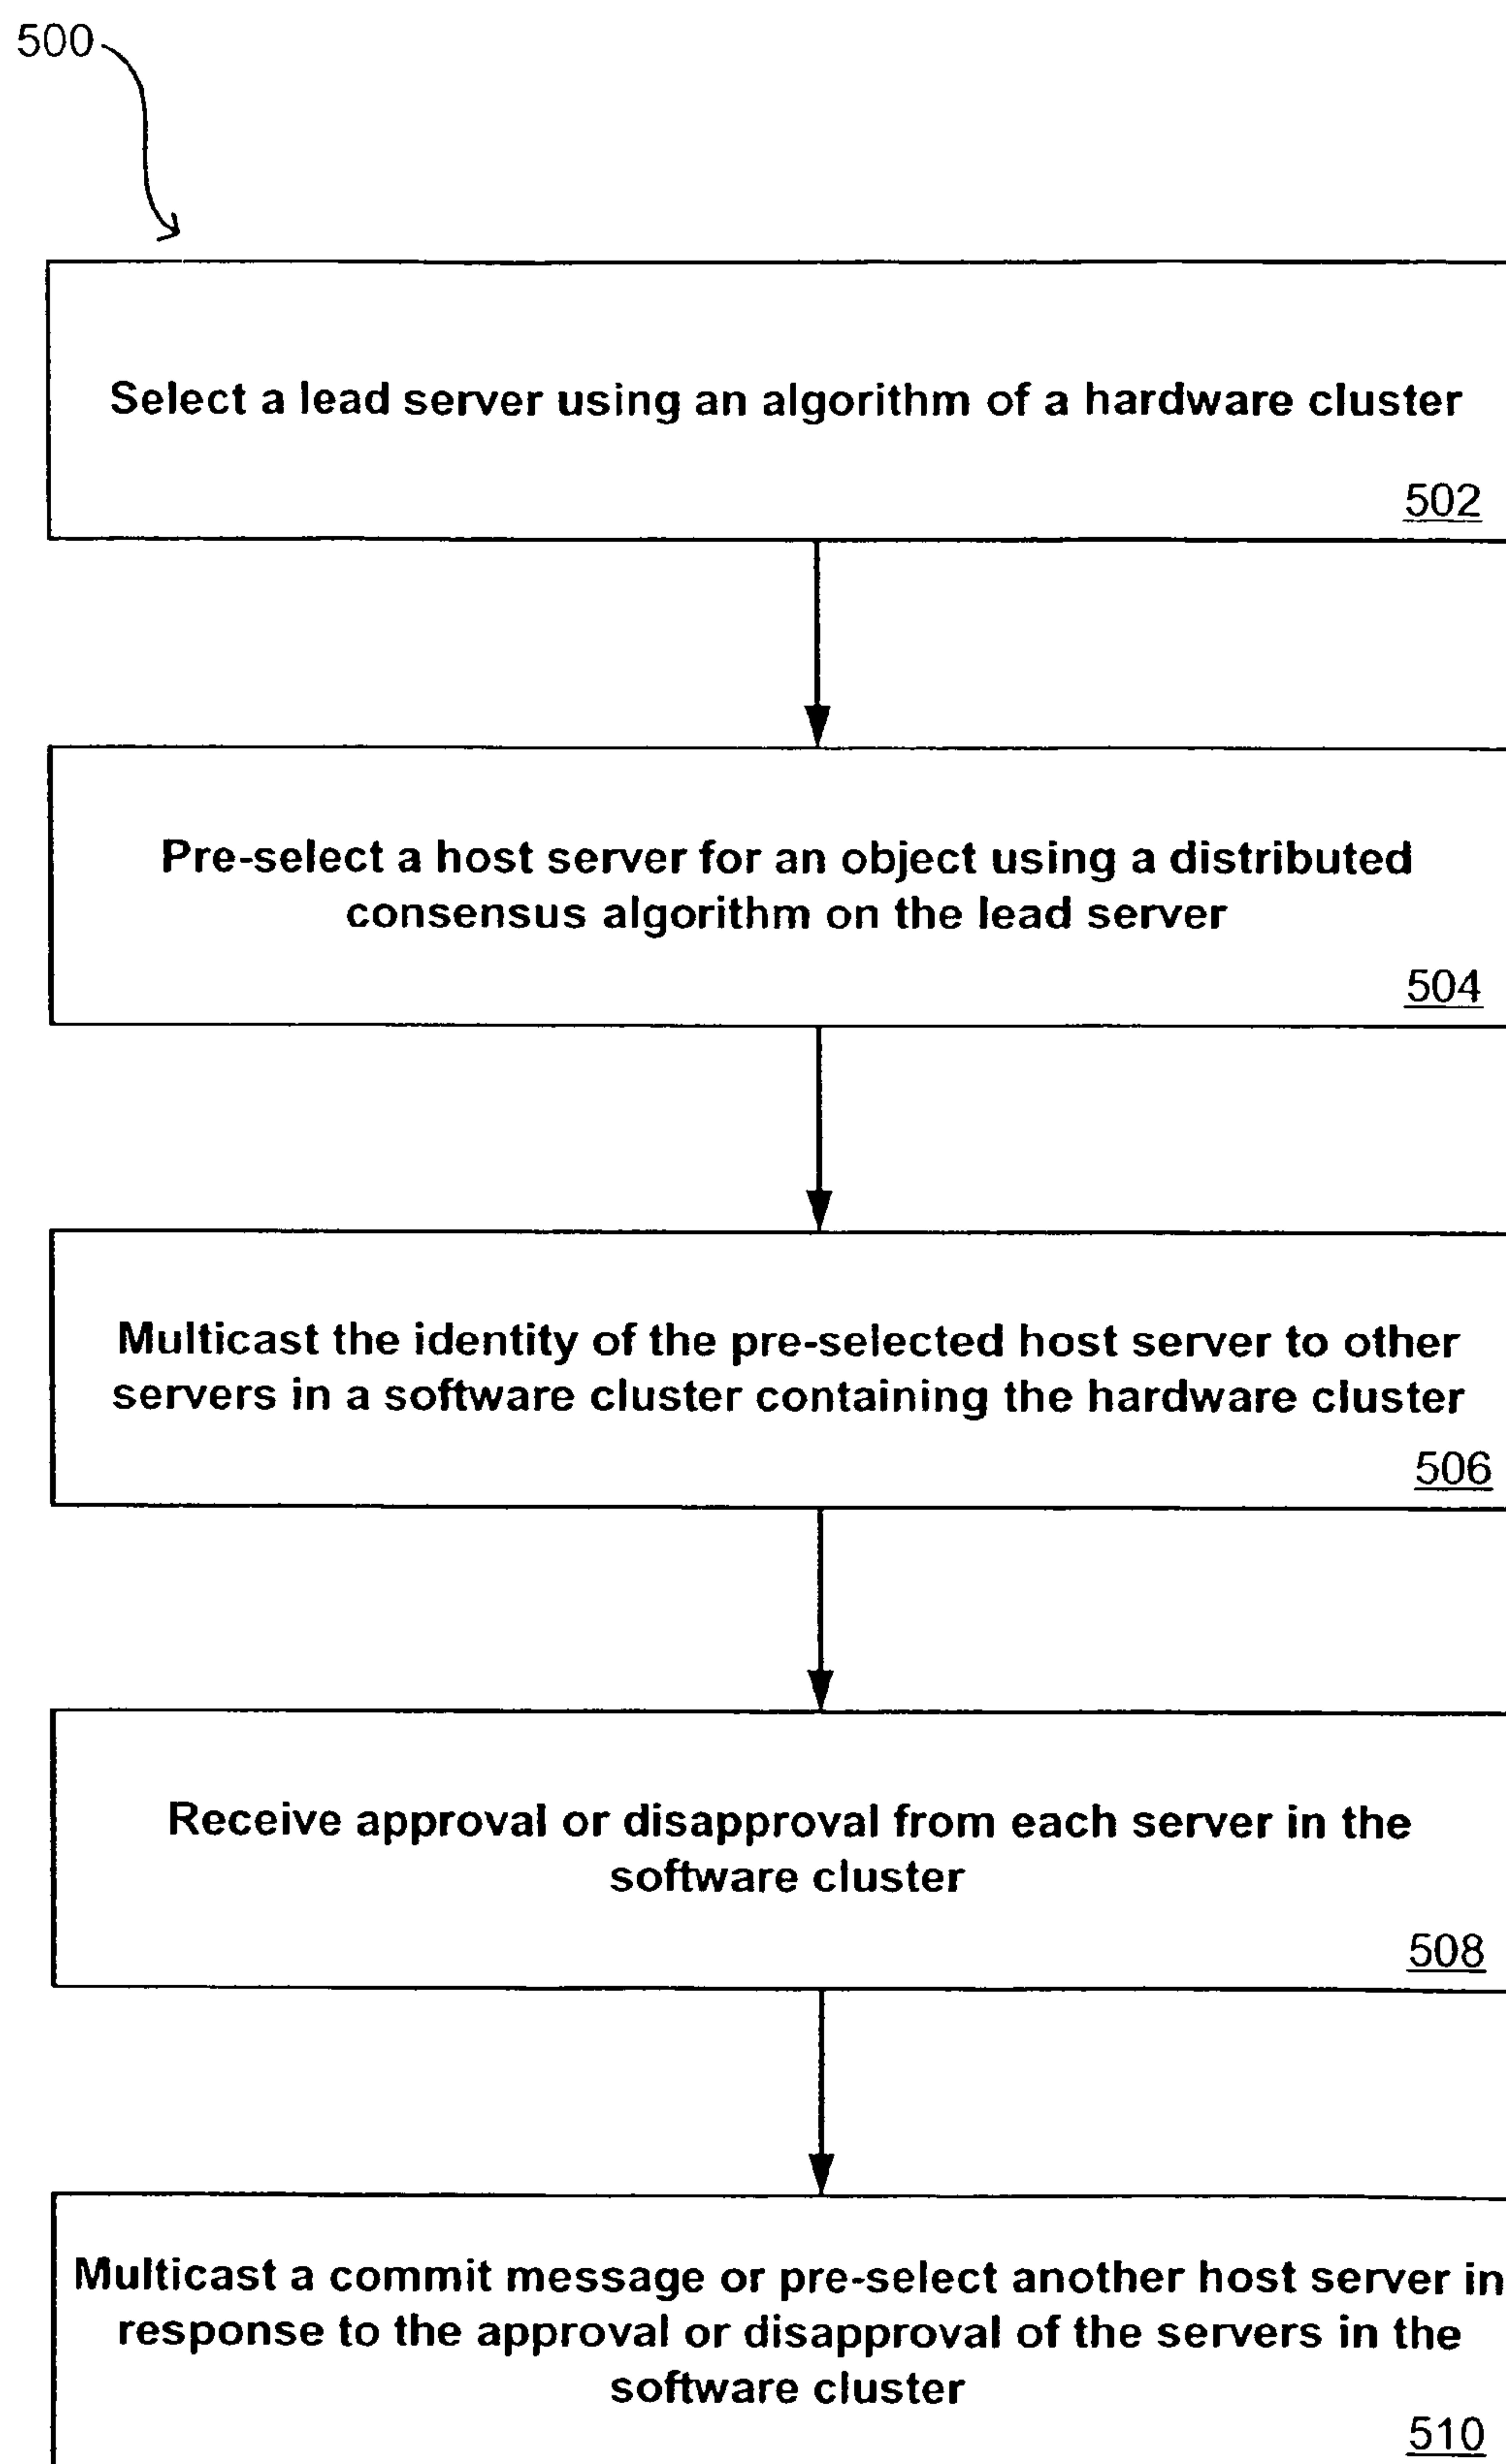 500
Select a lead server using an algorithm of a hardware cluster
502
Pre-select a host server for an object using a distributed
consensus algorithm on the lead server
504
Multicast the identity of the pre-selected host server to other
servers in a software cluster containing the hardware cluster
506
Receive approval or disapproval from each server in the
software cluster
508
Multicast a commit message or pre-select another host server in
response to the approval or disapproval of the servers in the
software cluster
510